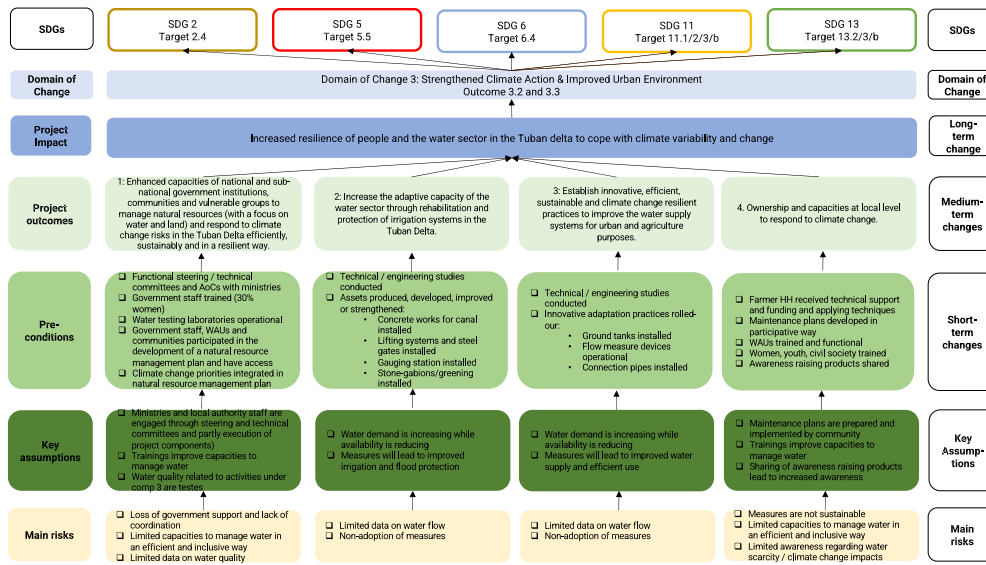 SDGs
SDG 2
Target 2.4
SDG 5
Target 5.5
SDG 6
Target 6.4
SDG 11
Target 11.1/2/3/b
SDG 13
Target 13.2/3/b
SDGs
Domain of
Change
Domain of Change 3: Strengthened Climate Action & Improved Urban Environment
Outcome 3.2 and 3.3
Domain of
Change
Project
Impact
Increased resilience of people and the water sector in the Tuban delta to cope with climate variability and change
Long-
term
change
Project
outcomes
1: Enhanced capacities of national and sub-
national government institutions,
communities and vulnerable groups to
manage natural resources (with a focus on
water and land) and respond to climate
change risks in the Tuban Delta efficiently,
sustainably and in a resilient way.
2: Increase the adaptive capacity of the
water sector through rehabilitation and
protection of irrigation systems in the
Tuban Delta.
3: Establish innovative, efficient,
sustainable and climate change resilient
practices to improve the water supply
systems for urban and agriculture
purposes.
4. Ownership and capacities at local level
to respond to climate change.
Medium-
term
changes
Pre-
conditions
❑ Functional steering / technical
committees and AoCs with ministries
❑ Government staff trained (30%
women)
❑ Water testing laboratories operational
❑ Government staff, WAUs and
communities participated in the
development of a natural resource
management plan and have access
❑ Climate change priorities integrated in
natural resource management plan
❑ Technical / engineering studies
conducted
❑ Assets produced, developed, improved
or strengthened:
• Concrete works for canal
installed
• Lifting systems and steel
gates installed
• Gauging station installed
• Stone-gabions/greening
installed
❑ Technical / engineering studies
conducted
❑ Innovative adaptation practices rolled-
our:
• Ground tanks installed
• Flow measure devices
operational
• Connection pipes installed
❑ Farmer HH received technical support
and funding and applying techniques
❑ Maintenance plans developed in
participative way
❑ WAUs trained and functional
❑ Women, youth, civil society trained
❑ Awareness raising products shared
Short-
term
changes
Key
assumptions
❑ Ministries and local authority staff are
engaged through steering and technical
committees and partly execution of
project components)
❑ Trainings improve capacities to
manage water
❑ Water quality related to activities under
comp 3 are testes
❑ Water demand is increasing while
availability is reducing
❑ Measures will lead to improved
irrigation and flood protection
❑ Water demand is increasing while
availability is reducing
❑ Measures will lead to improved water
supply and efficient use
❑ Maintenance plans are prepared and
implemented by community
❑ Trainings improve capacities to
manage water
❑ Sharing of awareness raising products
lead to increased awareness
Key
Assum-
ptions
Main risks
❑ Loss of government support and lack of
coordination
❑ Limited capacities to manage water in
an efficient and inclusive way
❑ Limited data on water quality
❑ Limited data on water flow
❑ Non-adoption of measures
❑ Limited data on water flow
❑ Non-adoption of measures
❑ Measures are not sustainable
❑ Limited capacities to manage water in
an efficient and inclusive way
❑ Limited awareness regarding water
scarcity / climate change impacts
Main
risks